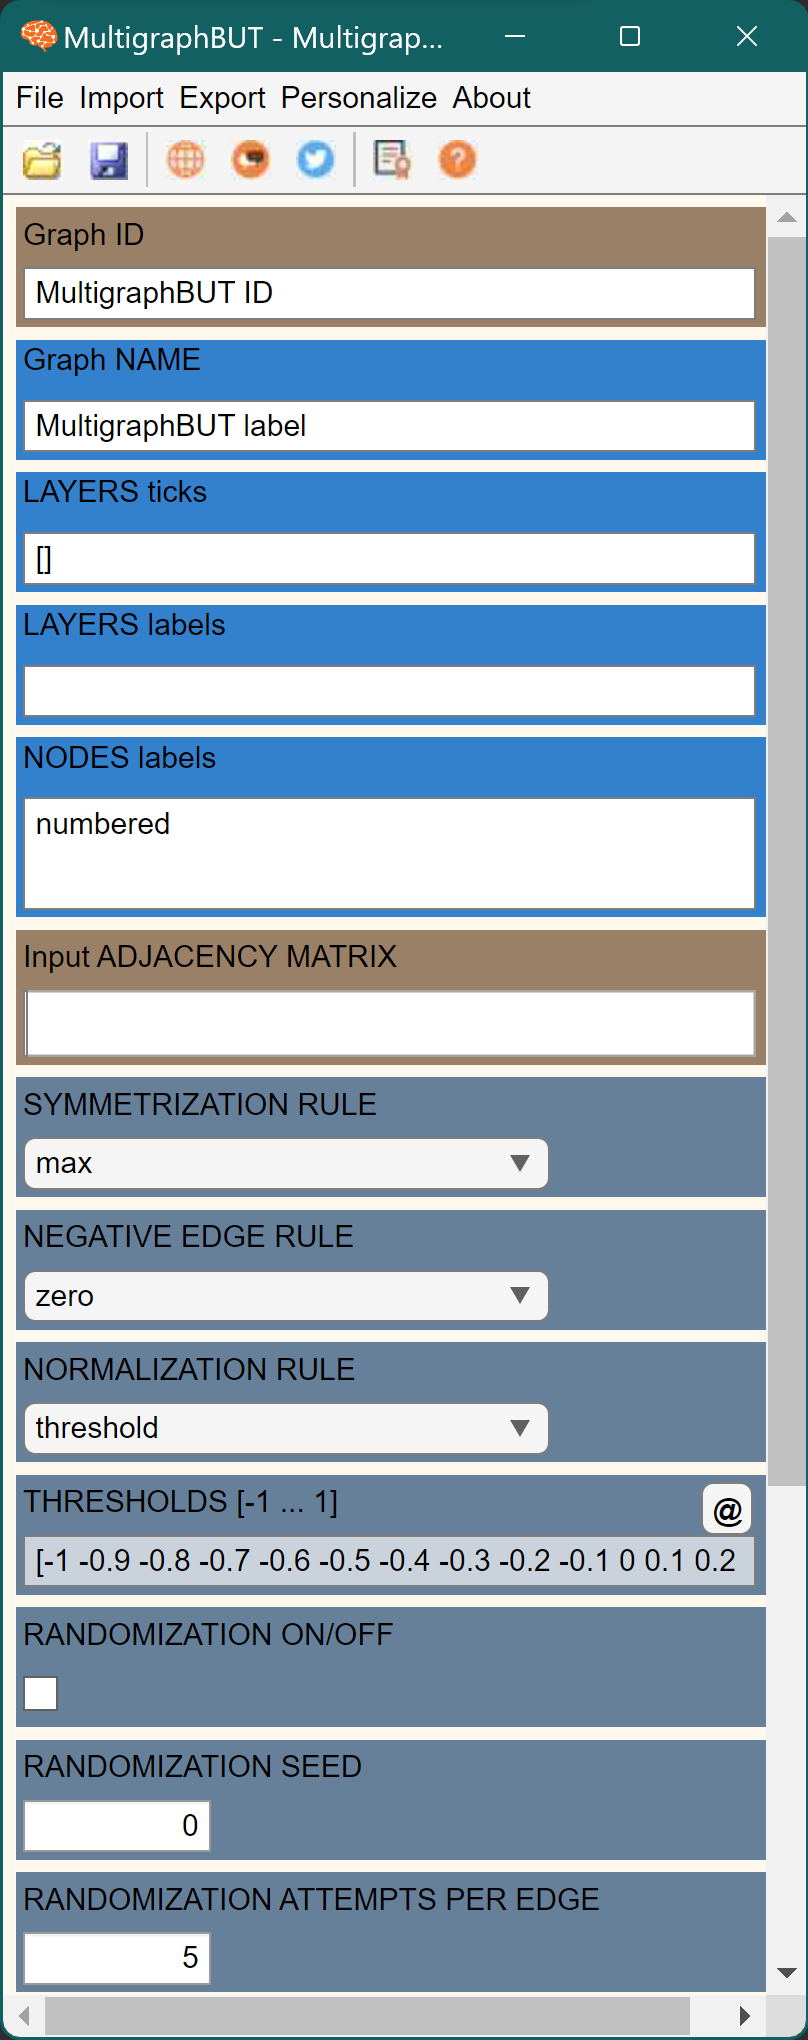 MultigraphBUT - Multigrap...
File Import Export Personalize About
Graph ID
MultigraphBUT ID
Graph NAME
MultigraphBUT label
LAYERS ticks
[]
LAYERS labels
NODES labels
numbered
Input ADJACENCY MATRIX
SYMMETRIZATION RULE
max
NEGATIVE EDGE RULE
zero
NORMALIZATION RULE
threshold
THRESHOLDS [-1 ... 1]
@
[-1 -0.9 -0.8 -0.7 -0.6 -0.5 -0.4 -0.3 -0.2 -0.1 0 0.1 0.2
RANDOMIZATION ON/OFF
RANDOMIZATION SEED
0
RANDOMIZATION ATTEMPTS PER EDGE
5